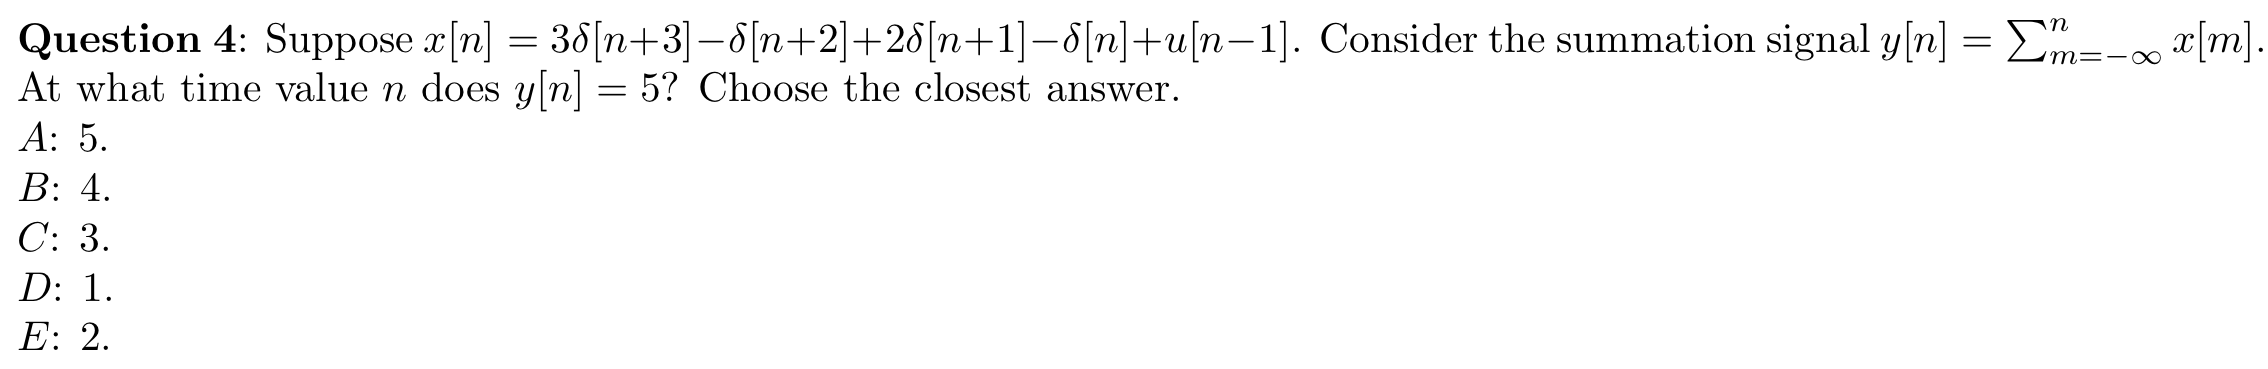 Question 4: Suppose x[n] = 3δ[n+3]−δ[n+2]+2δ[n+1]−δ[n]+u[n−1]. Consider the summation signal y[n] = ∑ⁿₘ₌₋∞ x[m].
At what time value n does y[n] = 5? Choose the closest answer.
A: 5.
B: 4.
C: 3.
D: 1.
E: 2.